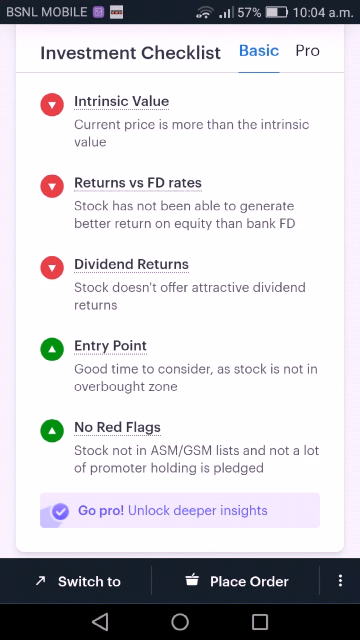 BSNL MOBILE 57% 10:04 a.m.
Investment Checklist Basic Pro
Intrinsic Value
Current price is more than the intrinsic
value
Returns vs FD rates
Stock has not been able to generate
better return on equity than bank FD
Dividend Returns
Stock doesn't offer attractive dividend
returns
Entry Point
Good time to consider, as stock is not in
overbought zone
No Red Flags
Stock not in ASM/GSM lists and not a lot
of promoter holding is pledged
Go pro! Unlock deeper insights
Switch to Place Order